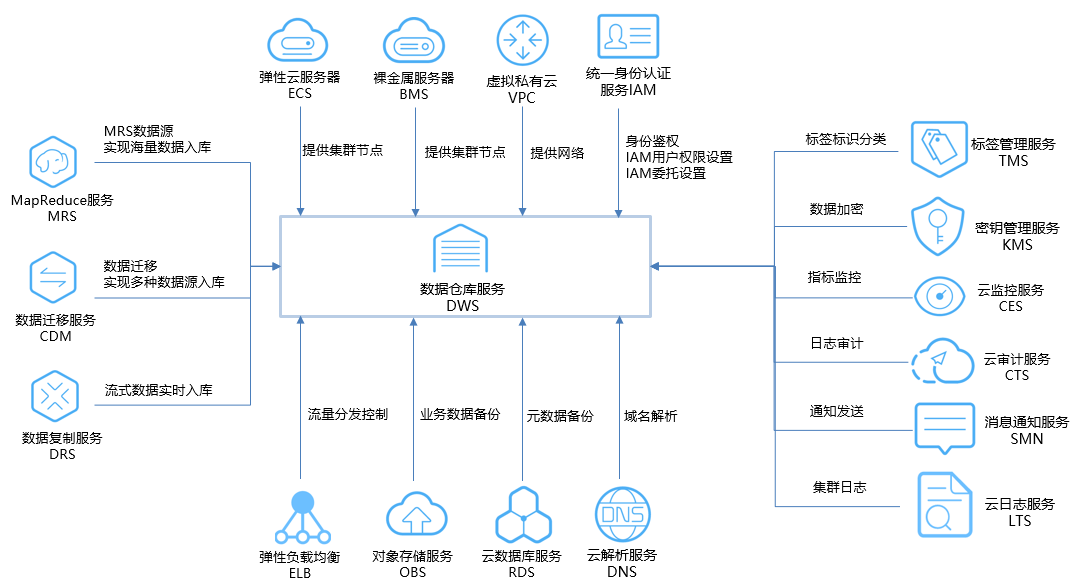 弹性云服务器
ECS
裸金属服务器
BMS
虚拟私有云
VPC
统一身份认证
服务IAM
提供集群节点
提供集群节点
提供网络
身份鉴权
IAM用户权限设置
IAM委托设置
MRS数据源
实现海量数据入库
MapReduce服务
MRS
数据迁移
实现多种数据源入库
数据迁移服务
CDM
流式数据实时入库
数据复制服务
DRS
数据仓库服务
DWS
标签标识分类
标签管理服务
TMS
数据加密
密钥管理服务
KMS
指标监控
云监控服务
CES
日志审计
云审计服务
CTS
通知发送
消息通知服务
SMN
集群日志
云日志服务
LTS
流量分发控制
业务数据备份
元数据备份
域名解析
弹性负载均衡
ELB
对象存储服务
OBS
云数据库服务
RDS
DNS
云解析服务
DNS